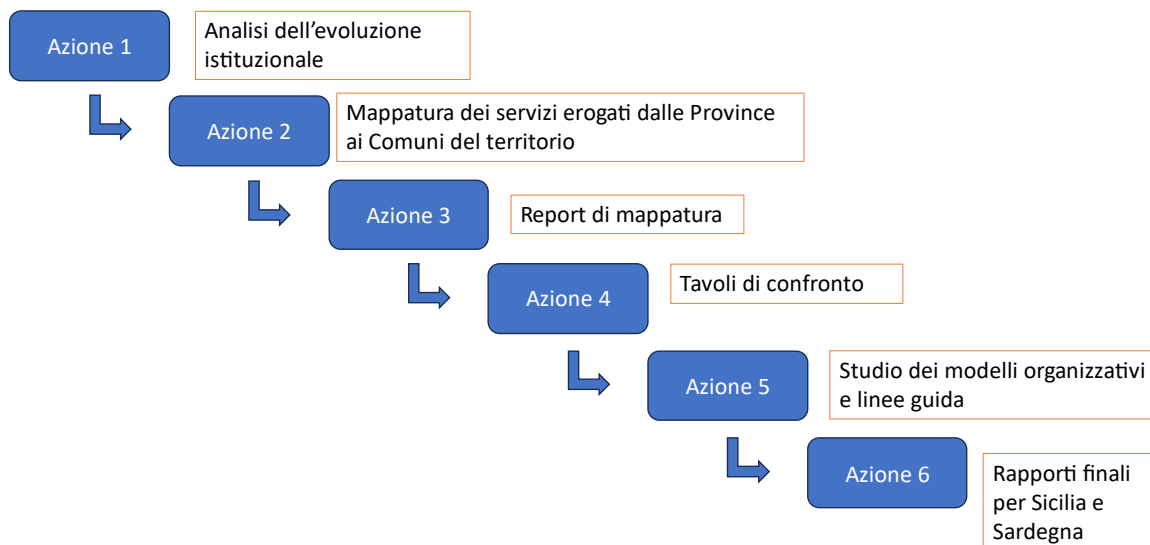 Azione 1
Analisi dell’evoluzione
istituzionale
Azione 2
Mappatura dei servizi erogati dalle Province
ai Comuni del territorio
Azione 3
Report di mappatura
Azione 4
Tavoli di confronto
Azione 5
Studio dei modelli organizzativi
e linee guida
Azione 6
Rapporti finali
per Sicilia e
Sardegna